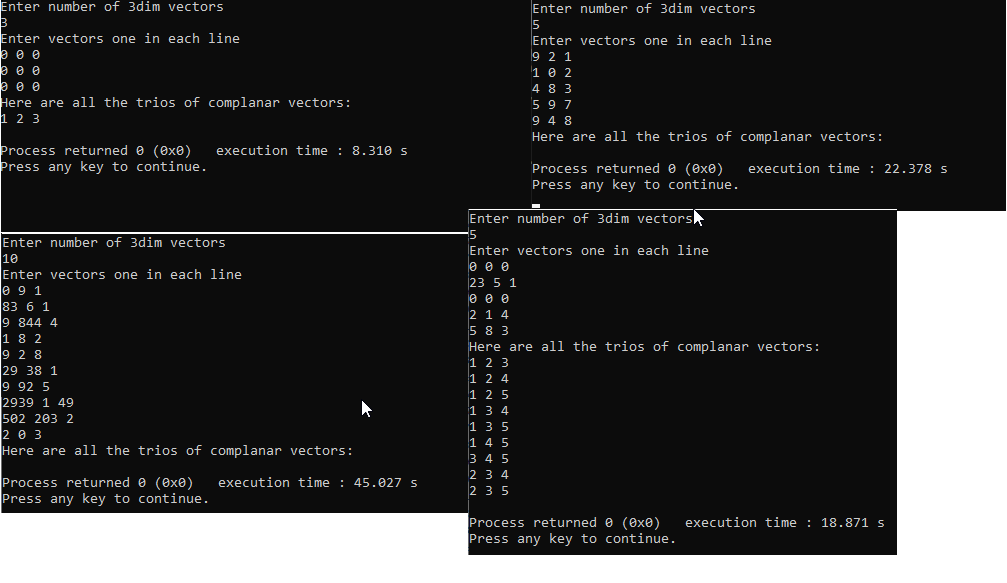 Enter number of 3dim vectors
3
Enter vectors one in each line
0 0 0
0 0 0
0 0 0
Here are all the trios of complanar vectors:
1 2 3
Process returned 0 (0x0)   execution time : 8.310 s
Press any key to continue.
Enter number of 3dim vectors
5
Enter vectors one in each line
9 2 1
1 0 2
4 8 3
5 9 7
9 4 8
Here are all the trios of complanar vectors:
Process returned 0 (0x0)   execution time : 22.378 s
Press any key to continue.
Enter number of 3dim vectors
10
Enter vectors one in each line
0 9 1
83 6 1
9 844 4
1 8 2
9 2 8
29 38 1
9 92 5
2939 1 49
502 203 2
2 0 3
Here are all the trios of complanar vectors:
Process returned 0 (0x0)   execution time : 45.027 s
Press any key to continue.
Enter number of 3dim vectors
5
Enter vectors one in each line
0 0 0
23 5 1
0 0 0
2 1 4
5 8 3
Here are all the trios of complanar vectors:
1 2 3
1 2 4
1 2 5
1 3 4
1 3 5
1 4 5
3 4 5
2 3 4
2 3 5
Process returned 0 (0x0)   execution time : 18.871 s
Press any key to continue.